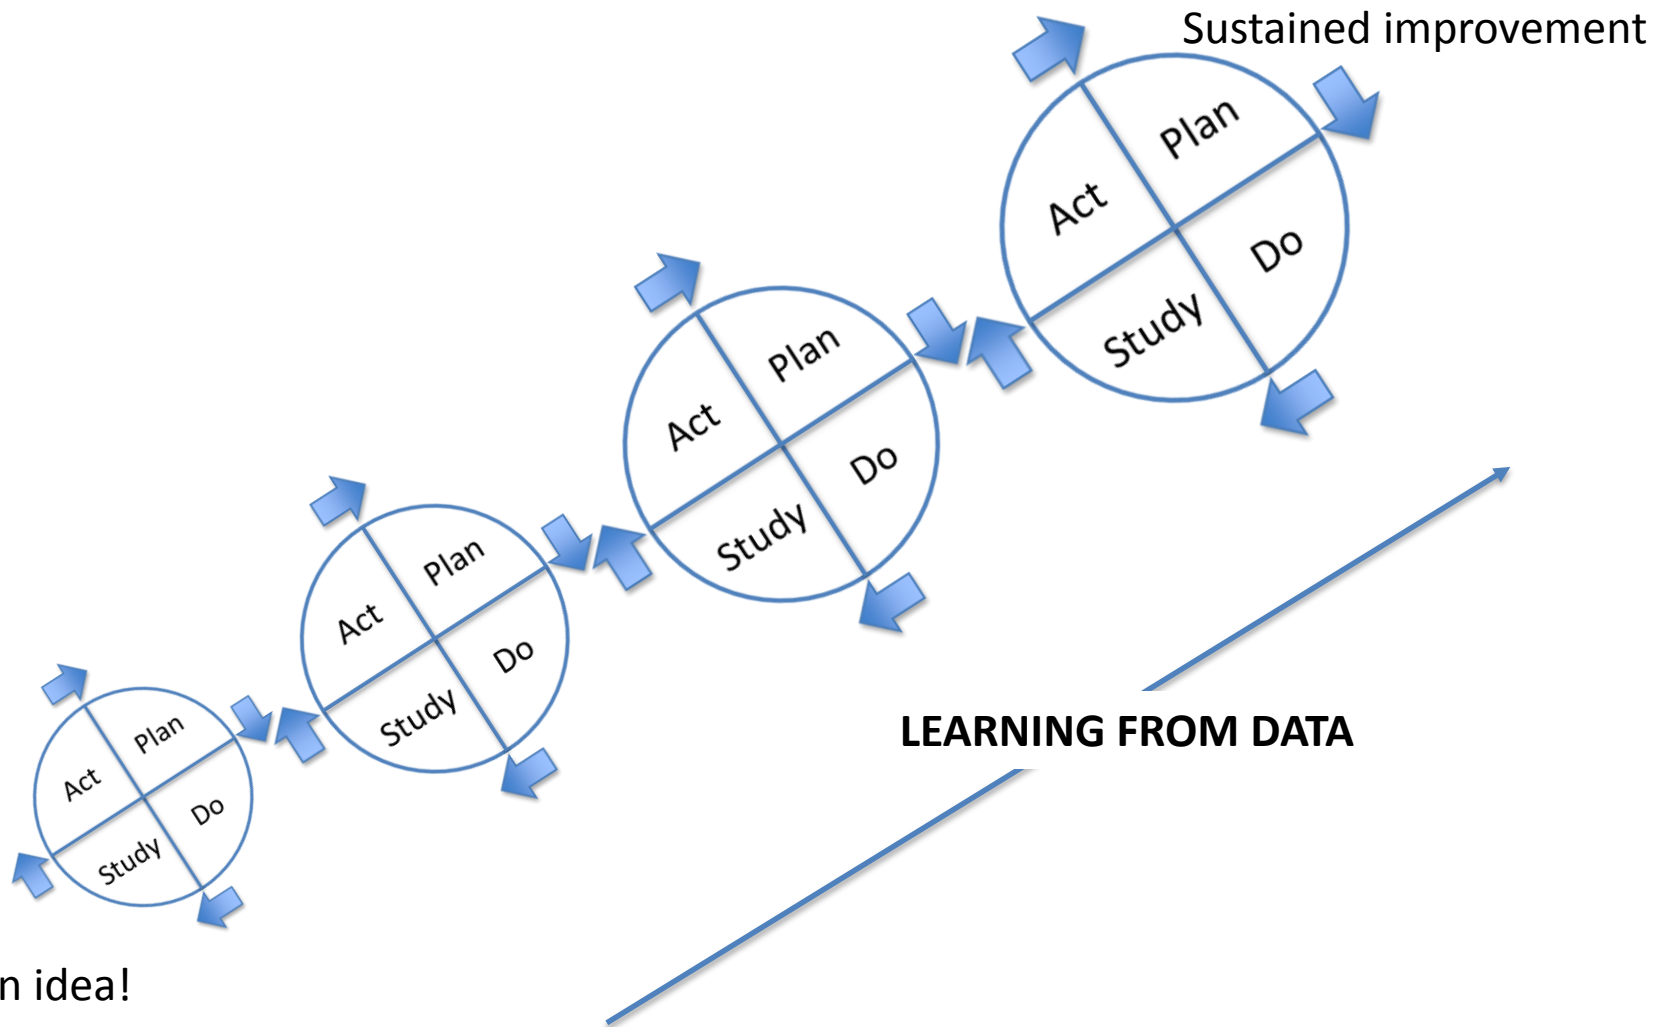 Sustained improvement
Plan
Act
Do
Study
Plan
Act
Do
Study
Plan
Act
Do
Study
Plan
Act
Do
Study
LEARNING FROM DATA
n idea!